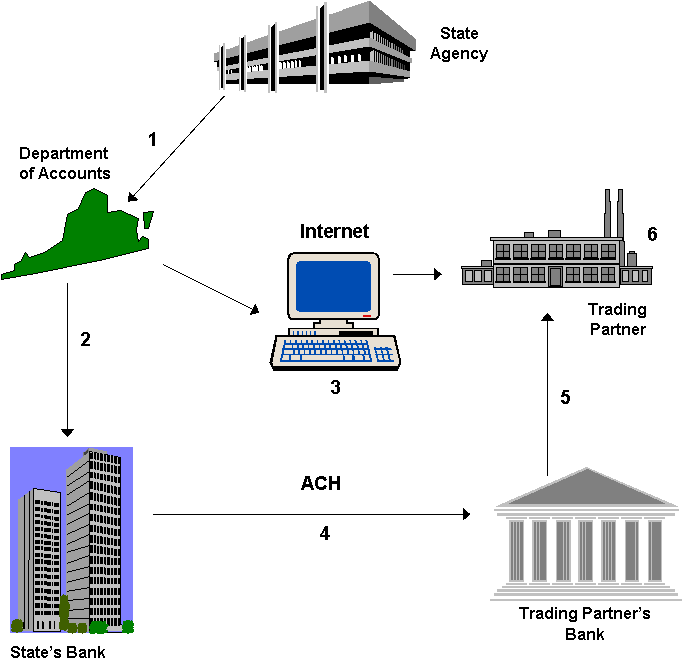 State
Agency
1
Department
of Accounts
Internet
6
Trading
Partner
2
3
5
ACH
4
Trading Partner's
Bank
State's Bank